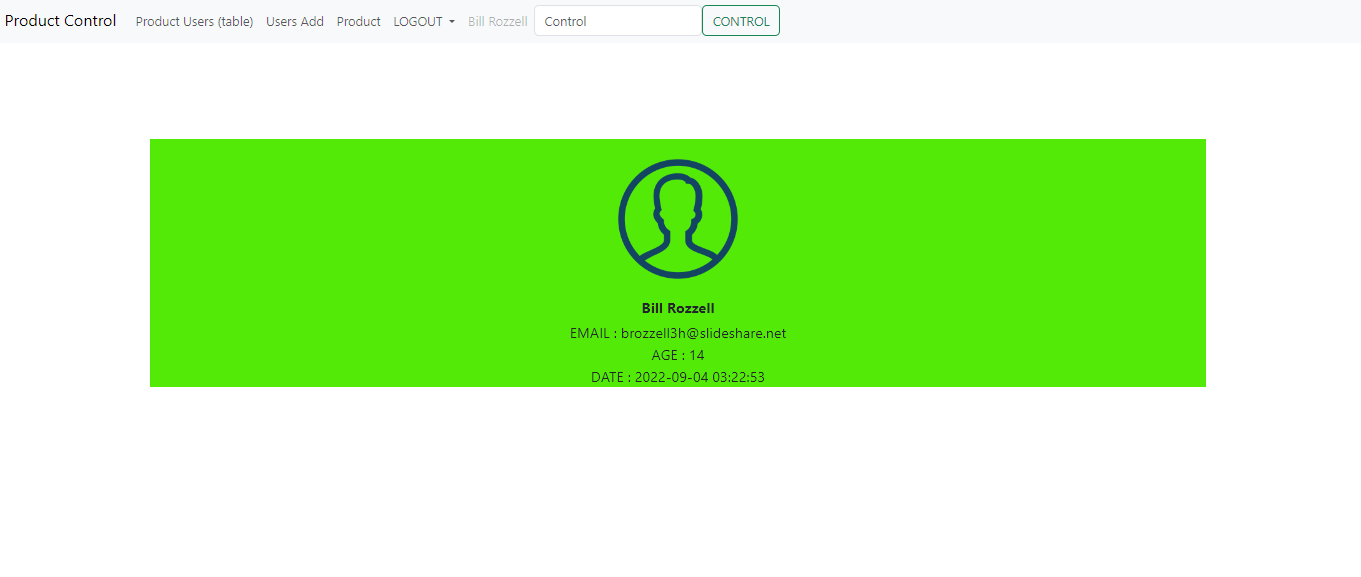 Product Control Product Users (table) Users Add Product LOGOUT Bill Rozzell Control CONTROL
Bill Rozzell
EMAIL : brozzell3h@slideshare.net
AGE : 14
DATE : 2022-09-04 03:22:53